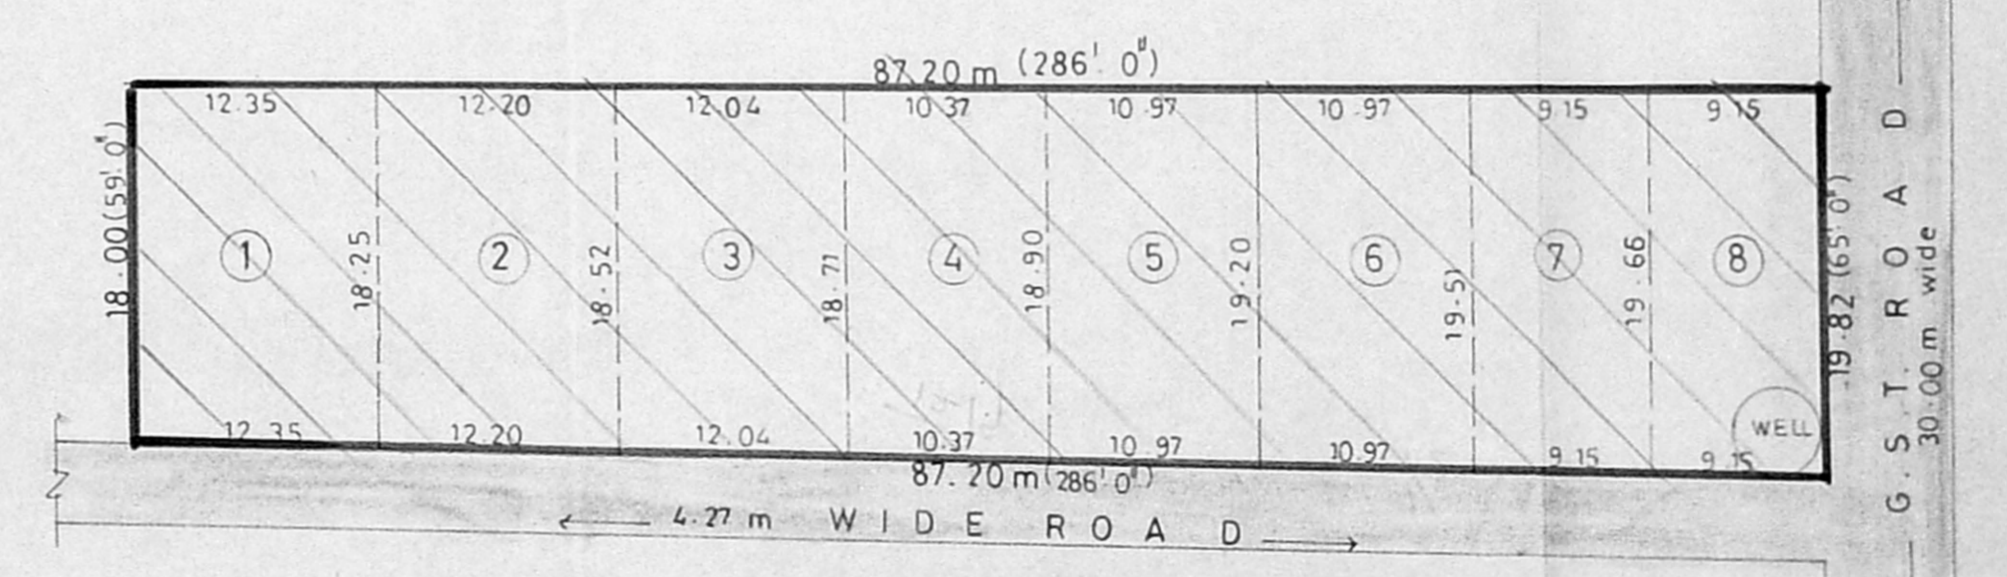 87.20 m (286' 0")
12.35 12.20 12.04 10.37 10.97 10.97 9.15 9.15
18.00 (59' 0")
1 18.25 2 18.52 3 18.71 4 18.90 5 19.20 6 19.51 7 19.66 8
19.82 (65' 0")
WELL
12.35 12.20 12.04 10.37 10.97 10.97 9.15 9.15
87.20 m (286' 0")
4.27 m WIDE ROAD
G.S.T. ROAD
30.00 m wide